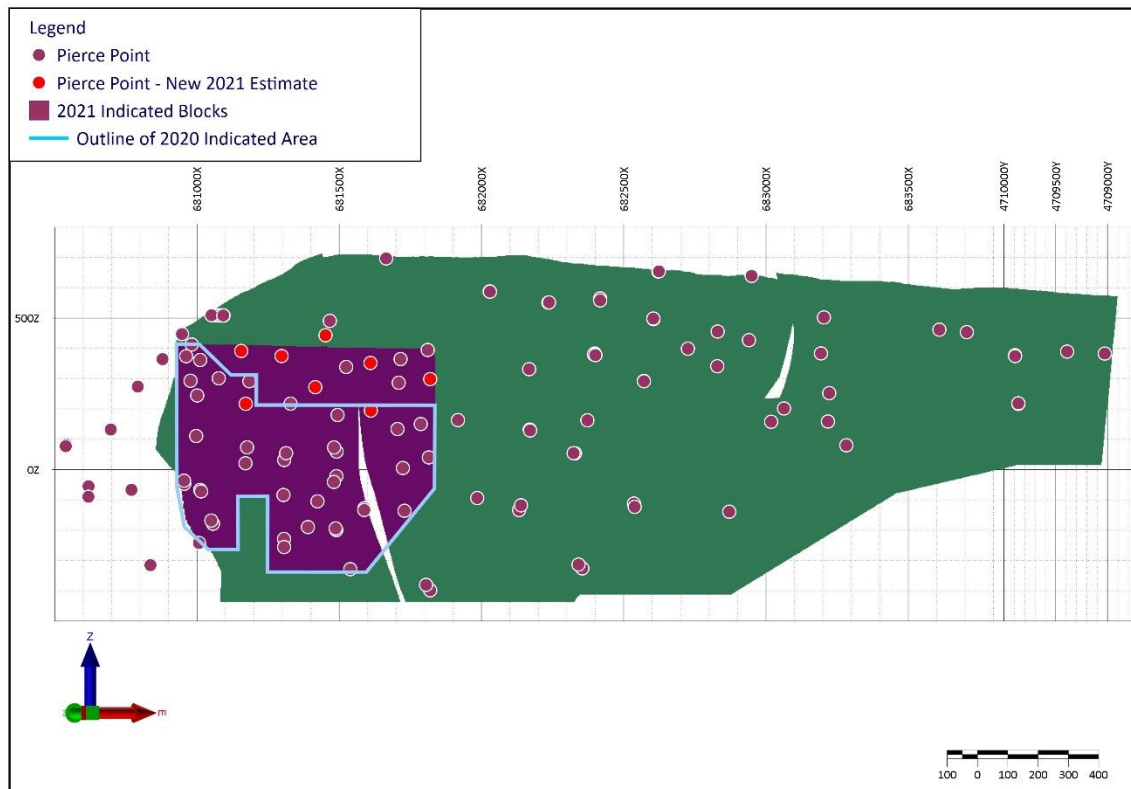 Legend
Pierce Point
Pierce Point - New 2021 Estimate
2021 Indicated Blocks
Outline of 2020 Indicated Area
681000X
681500X
682000X
682500X
683000X
683500X
4710000Y
4709500Y
4709000Y
500Z
0Z
Z
100 0 100 200 300 400